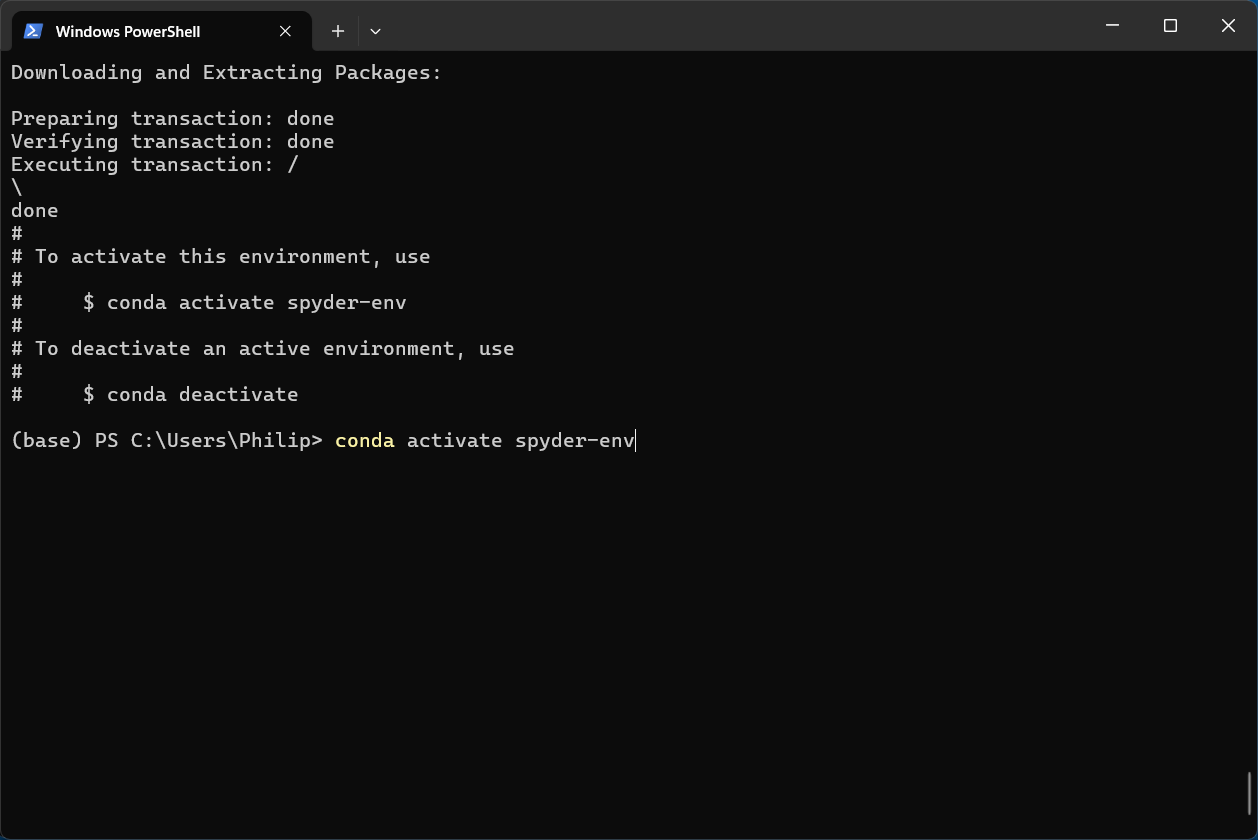 Windows PowerShell
Downloading and Extracting Packages:
Preparing transaction: done
Verifying transaction: done
Executing transaction: /
\
done
#
# To activate this environment, use
#
#     $ conda activate spyder-env
#
# To deactivate an active environment, use
#
#     $ conda deactivate
(base) PS C:\Users\Philip> conda activate spyder-env